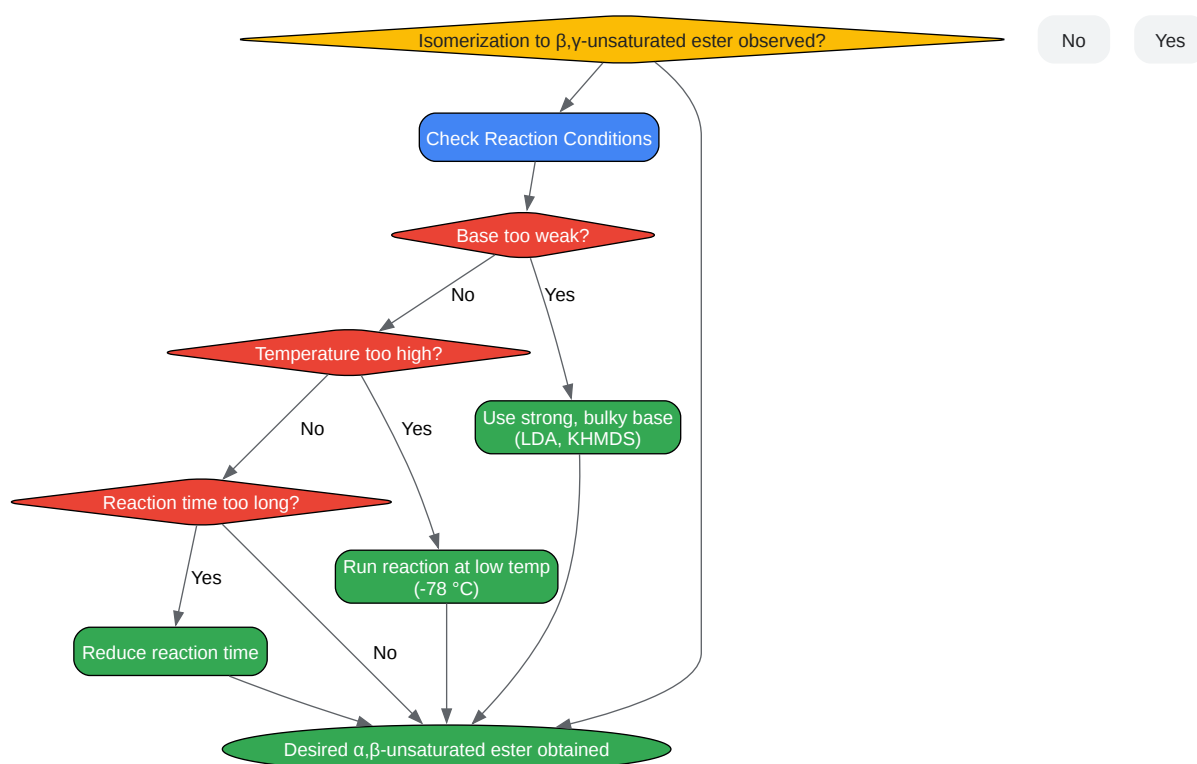 Isomerization to β,γ-unsaturated ester observed?
No
Yes
Check Reaction Conditions
Base too weak?
No
Yes
Temperature too high?
Use strong, bulky base
(LDA, KHMDS)
No
Yes
Reaction time too long?
Run reaction at low temp
(-78 °C)
Yes
Reduce reaction time
No
Desired α,β-unsaturated ester obtained